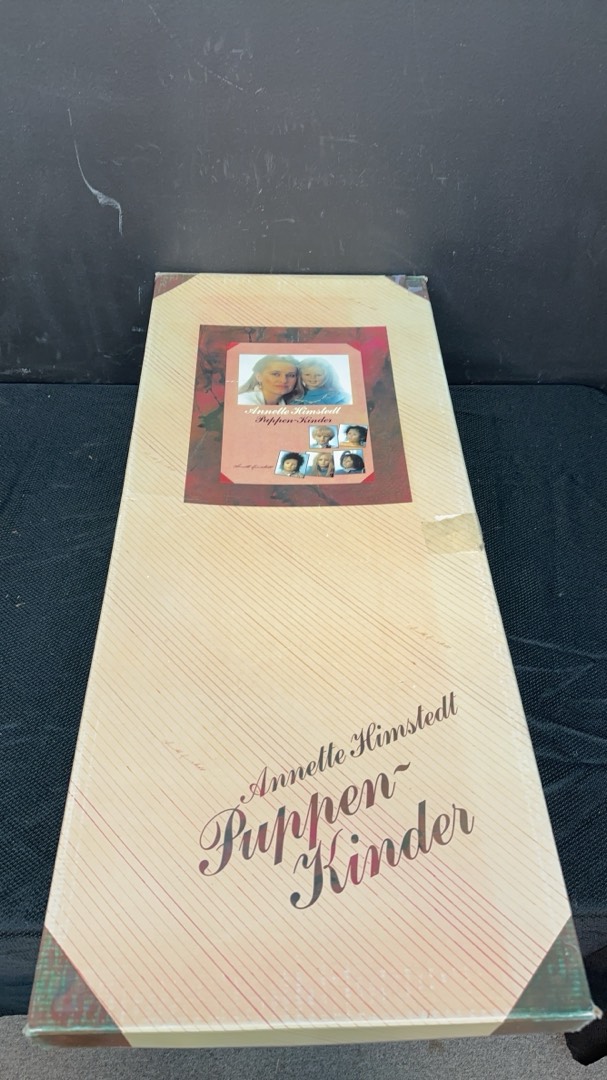 Annette Himstedt
Puppen-Kinder
Annette Himstedt
Puppen-
Kinder